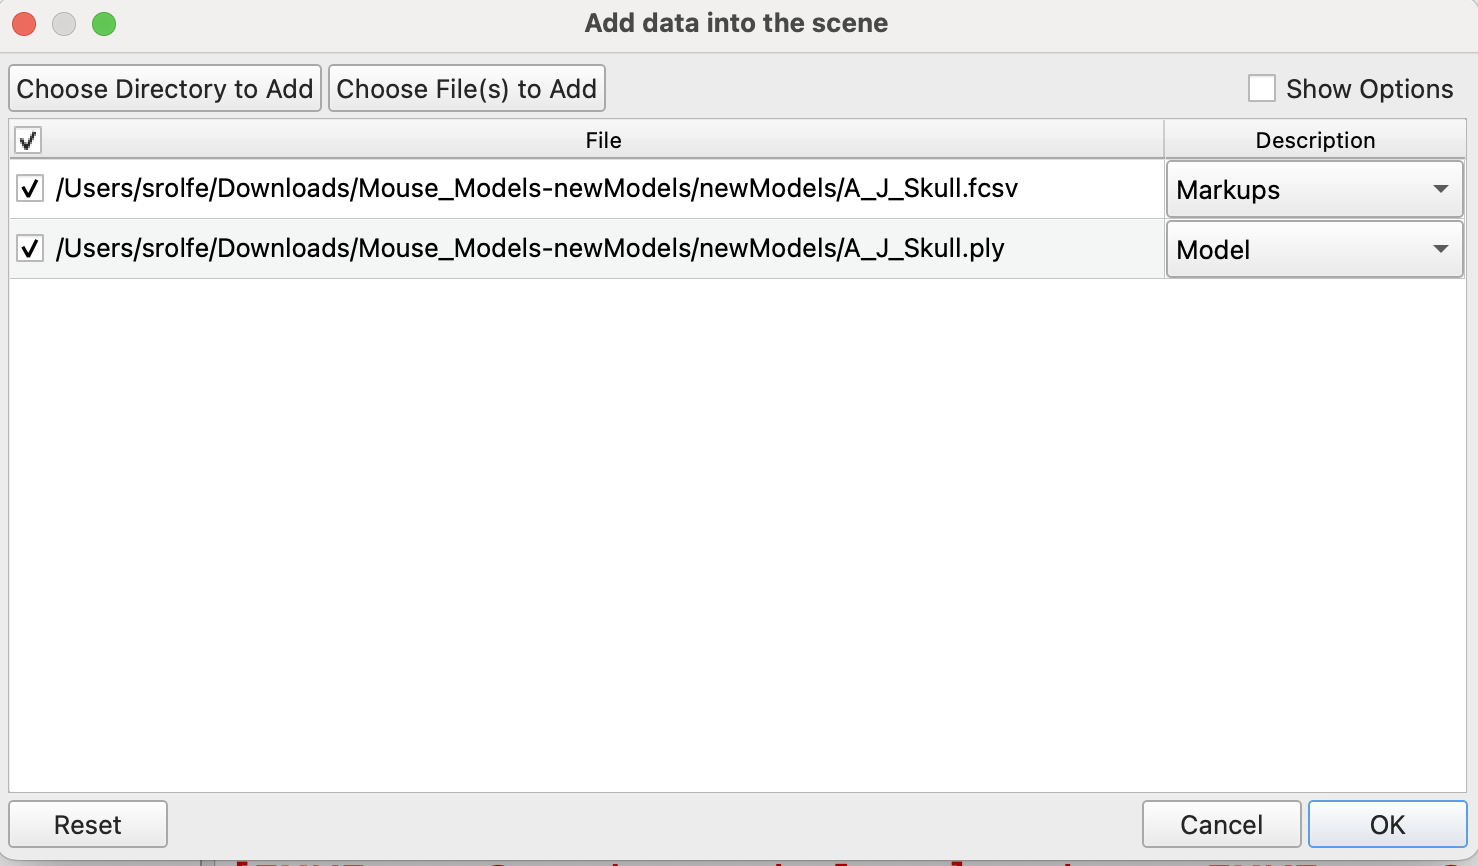 Add data into the scene
Choose Directory to Add Choose File(s) to Add Show Options
File Description
/Users/srolfe/Downloads/Mouse_Models-newModels/newModels/A_J_Skull.fcsv Markups
/Users/srolfe/Downloads/Mouse_Models-newModels/newModels/A_J_Skull.ply Model
Reset Cancel OK